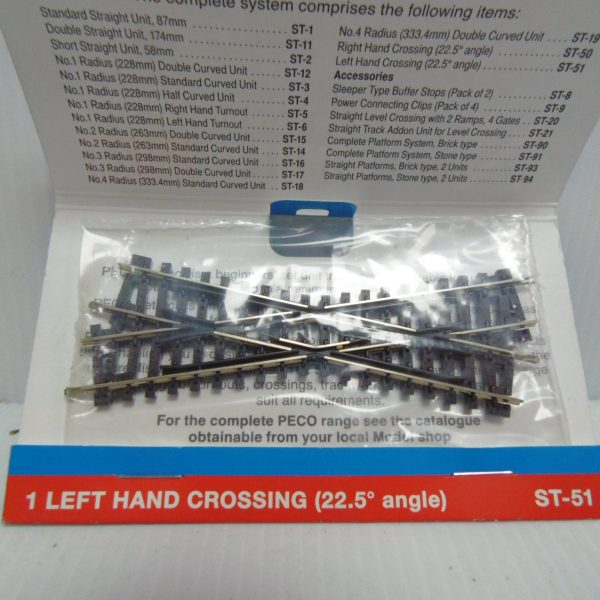 The complete system comprises the following items:
Standard Straight Unit, 87mm ST-1
Double Straight Unit, 174mm ST-11
Short Straight Unit, 58mm ST-2
No.1 Radius (228mm) Double Curved Unit ST-12
No.1 Radius (228mm) Standard Curved Unit ST-3
No.1 Radius (228mm) Half Curved Unit ST-4
No.1 Radius (228mm) Right Hand Turnout ST-5
No.1 Radius (228mm) Left Hand Turnout ST-6
No.2 Radius (263mm) Double Curved Unit ST-15
No.2 Radius (263mm) Standard Curved Unit ST-14
No.3 Radius (298mm) Standard Curved Unit ST-16
No.3 Radius (298mm) Double Curved Unit ST-17
No.4 Radius (333.4mm) Standard Curved Unit ST-18
No.4 Radius (333.4mm) Double Curved Unit ST-19
Right Hand Crossing (22.5° angle) ST-50
Left Hand Crossing (22.5° angle) ST-51
Accessories
Sleeper Type Buffer Stops (Pack of 2) ST-8
Power Connecting Clips (Pack of 4) ST-9
Straight Level Crossing with 2 Ramps, 4 Gates ST-20
Straight Track Addon Unit for Level Crossing ST-21
Complete Platform System, Brick type ST-90
Complete Platform System, Stone type ST-91
Straight Platforms, Brick type, 2 Units ST-93
Straight Platforms, Stone type, 2 Units ST-94
suit all requirements.
For the complete PECO range see the catalogue
obtainable from your local Model shop
1 LEFT HAND CROSSING (22.5° angle) ST-51